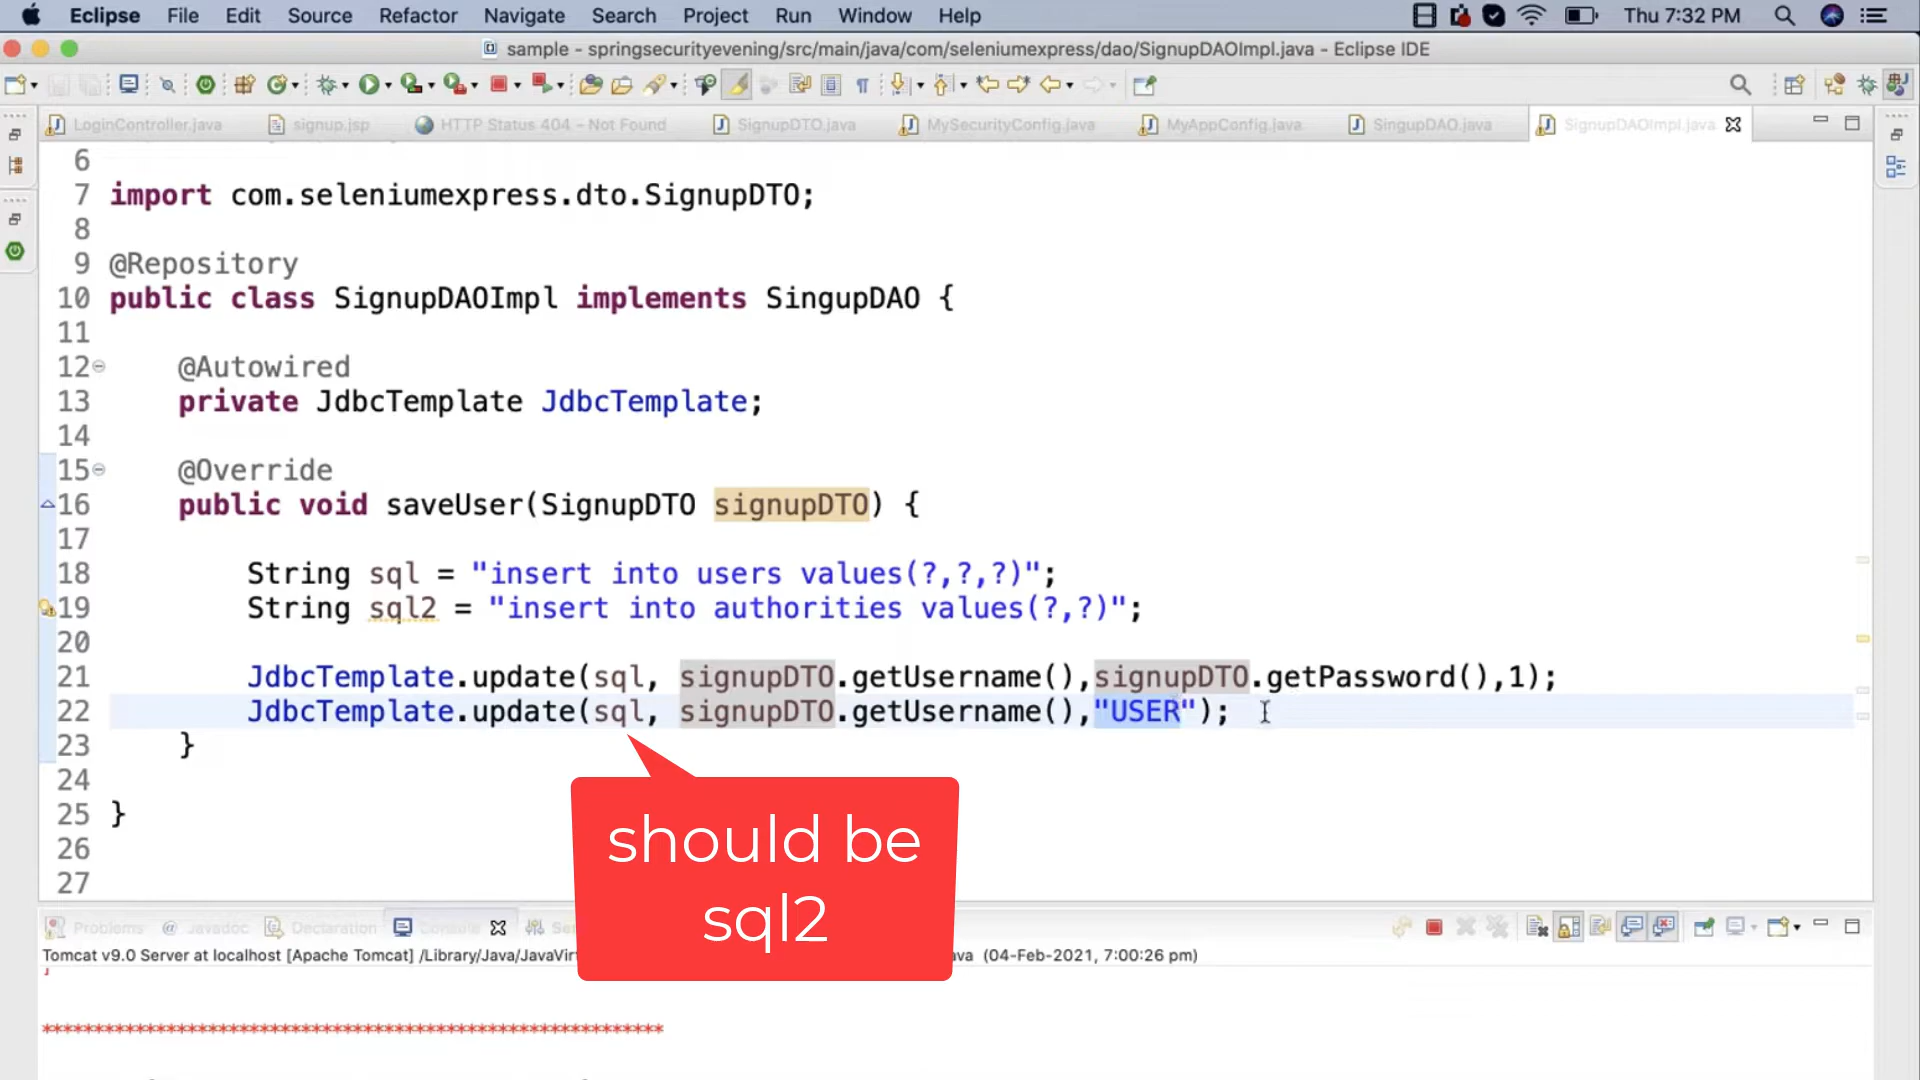 Eclipse File Edit Source Refactor Navigate Search Project Run Window Help Thu 7:32 PM
sample - springsecurityevening/src/main/java/com/seleniumexpress/dao/SignupDAOImpl.java - Eclipse IDE
LoginController.java signup.jsp HTTP Status 404 – Not Found SignupDTO.java MySecurityConfig.java MyAppConfig.java SingupDAO.java SignupDAOImpl.java
6
7 import com.seleniumexpress.dto.SignupDTO;
8
9 @Repository
10 public class SignupDAOImpl implements SingupDAO {
11
12 @Autowired
13 private JdbcTemplate JdbcTemplate;
14
15 @Override
16 public void saveUser(SignupDTO signupDTO) {
17
18 String sql = "insert into users values(?,?,?)";
19 String sql2 = "insert into authorities values(?,?)";
20
21 JdbcTemplate.update(sql, signupDTO.getUsername(),signupDTO.getPassword(),1);
22 JdbcTemplate.update(sql, signupDTO.getUsername(),"USER");
23 }
24
25 }
26
27
should be
sql2
Problems @ Javadoc Declaration Console
Tomcat v9.0 Server at localhost [Apache Tomcat] /Library/Java/JavaVir ava (04-Feb-2021, 7:00:26 pm)